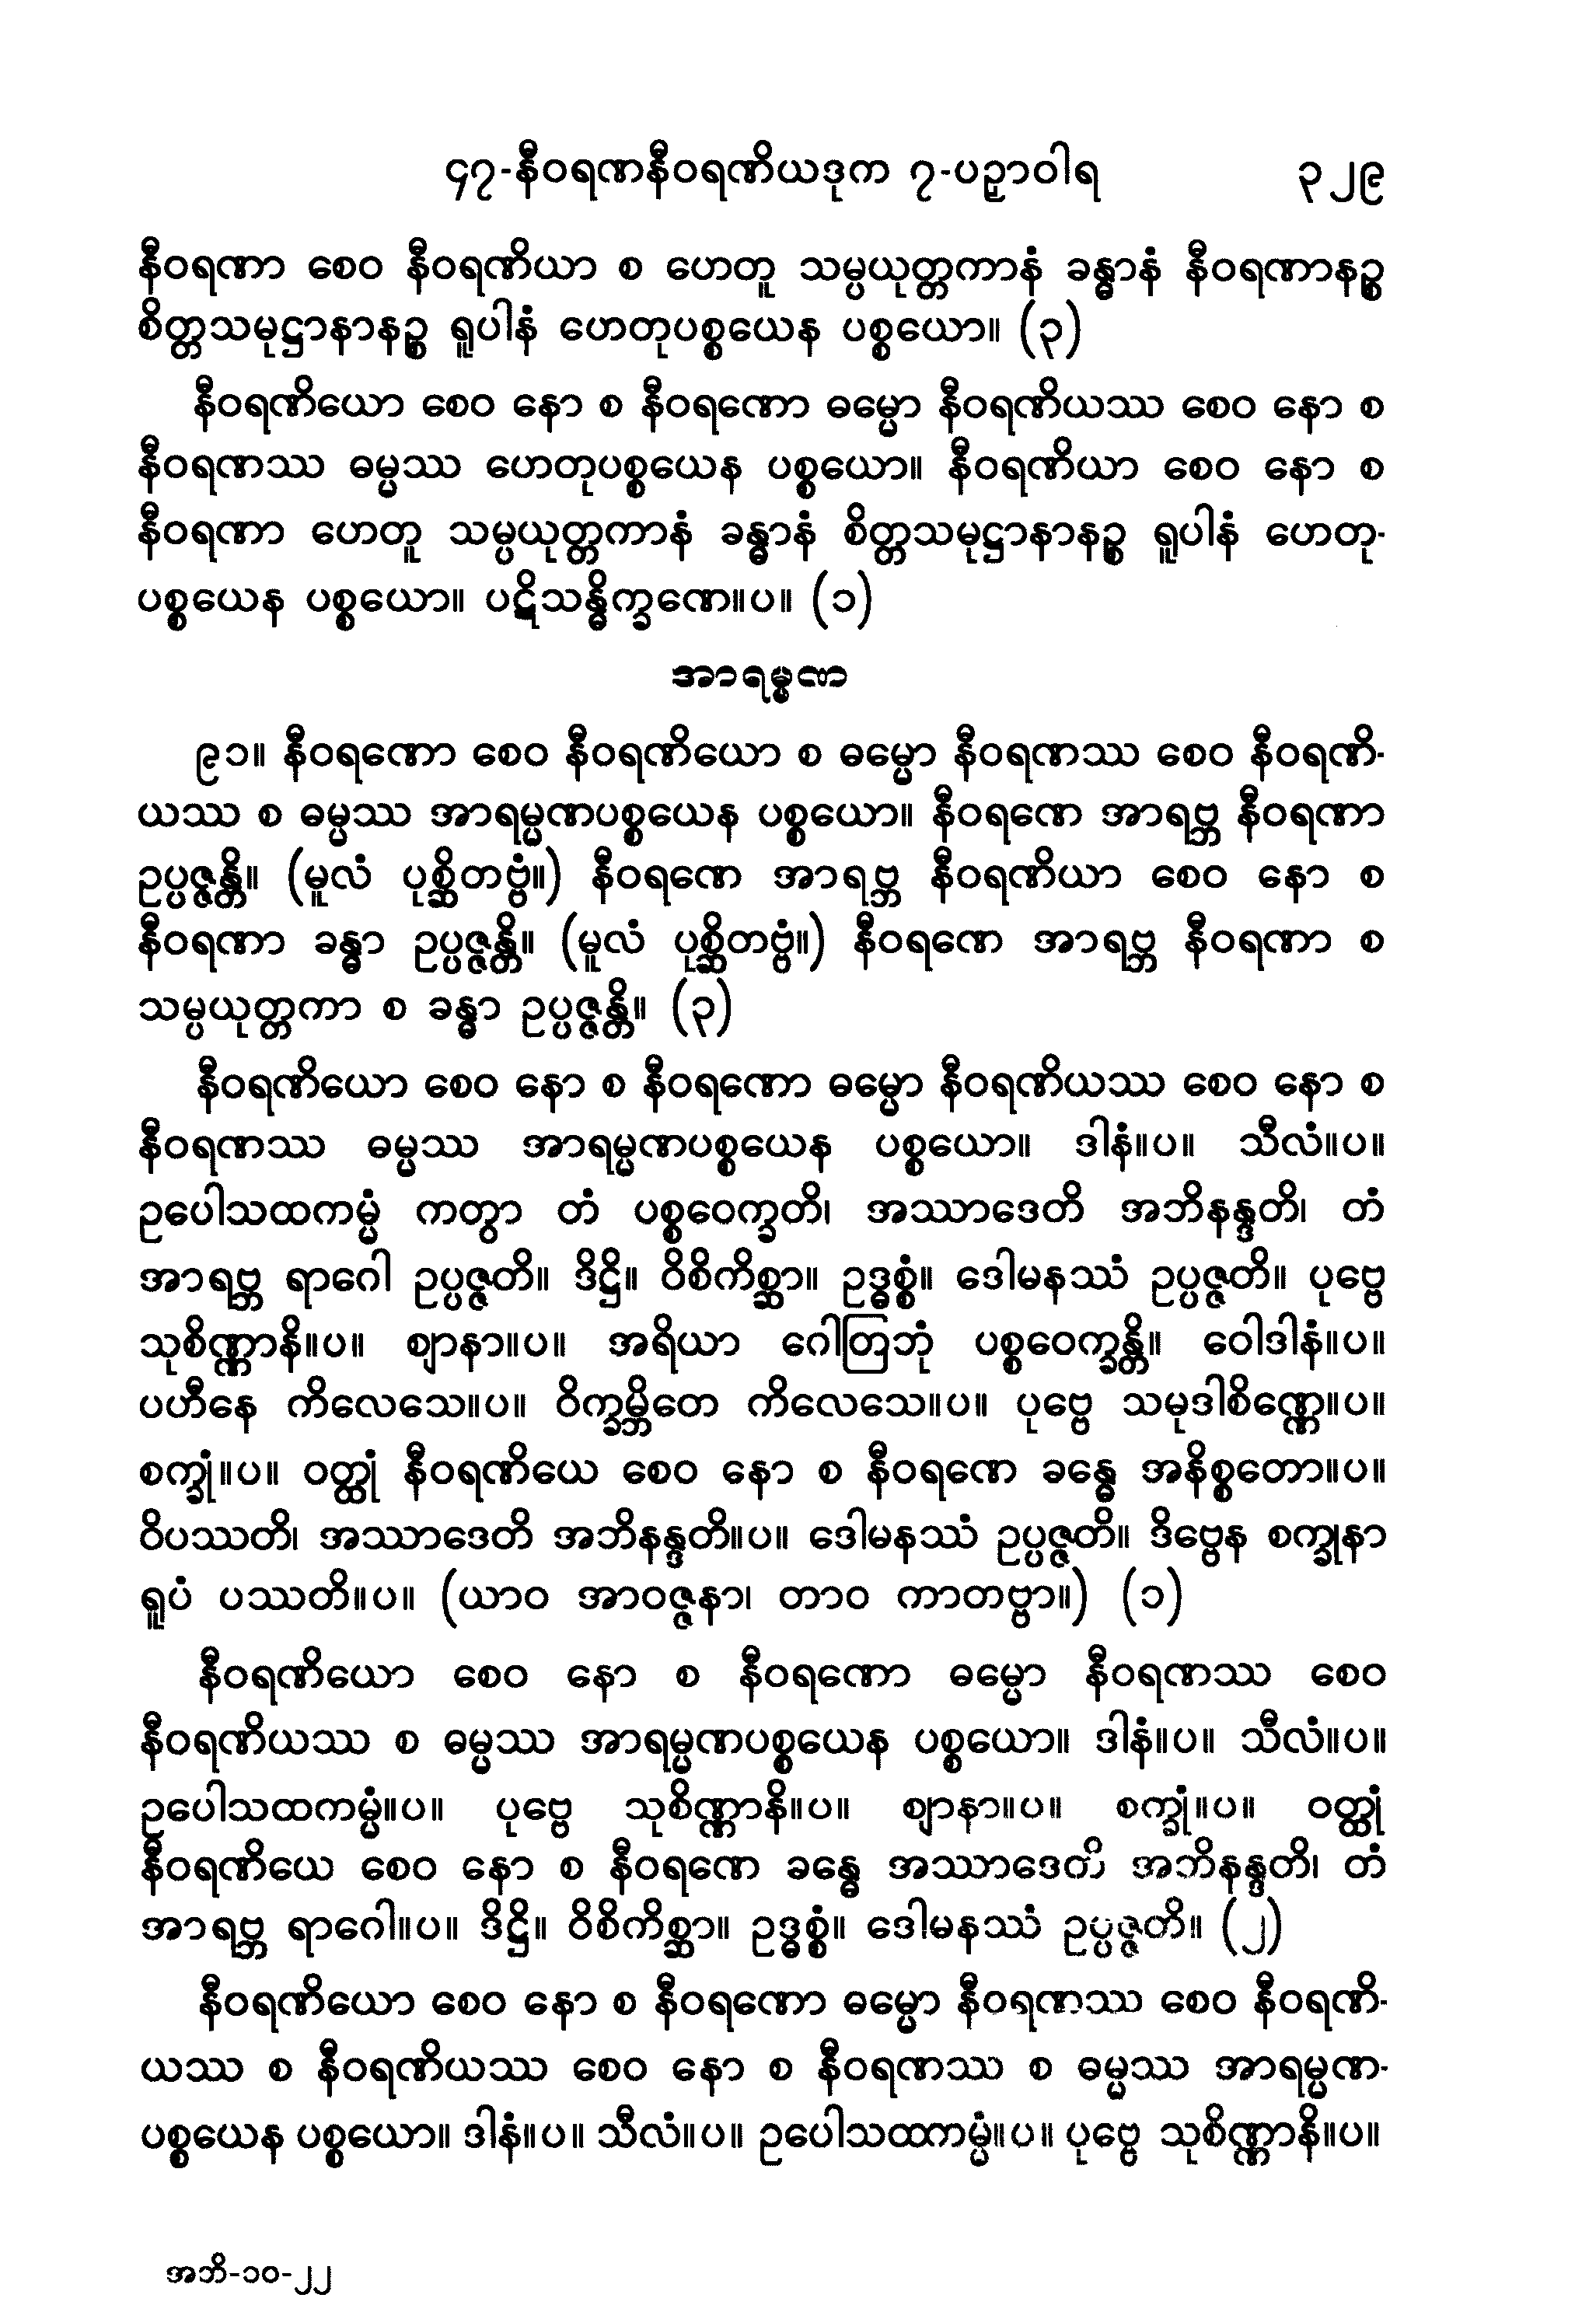 ၄၇-နီဝရဏနီဝရဏိယဒုက ၇-ပဉှာဝါရ ၃၂၉
နီဝရဏာ စေဝ နီဝရဏိယာ စ ဟေတူ သမ္ပယုတ္တကာနံ ခန္ဓာနံ နီဝရဏာနဉ္စ
စိတ္တသမုဋ္ဌာနာနဉ္စ ရူပါနံ ဟေတုပစ္စယေန ပစ္စယော။ (၃)
နီဝရဏိယော စေဝ နော စ နီဝရဏော ဓမ္မော နီဝရဏိယဿ စေဝ နော စ
နီဝရဏဿ ဓမ္မဿ ဟေတုပစ္စယေန ပစ္စယော။ နီဝရဏိယာ စေဝ နော စ
နီဝရဏာ ဟေတူ သမ္ပယုတ္တကာနံ ခန္ဓာနံ စိတ္တသမုဋ္ဌာနာနဉ္စ ရူပါနံ ဟေတု-
ပစ္စယေန ပစ္စယော။ ပဋိသန္ဓိက္ခဏေ။ပ။ (၁)
အာရမ္မဏ
၉၁။ နီဝရဏော စေဝ နီဝရဏိယော စ ဓမ္မော နီဝရဏဿ စေဝ နီဝရဏိ-
ယဿ စ ဓမ္မဿ အာရမ္မဏပစ္စယေန ပစ္စယော။ နီဝရဏေ အာရဗ္ဘ နီဝရဏာ
ဥပ္ပဇ္ဇန္တိ။ (မူလံ ပုစ္ဆိတဗ္ဗံ။) နီဝရဏေ အာရဗ္ဘ နီဝရဏိယာ စေဝ နော စ
နီဝရဏာ ခန္ဓာ ဥပ္ပဇ္ဇန္တိ။ (မူလံ ပုစ္ဆိတဗ္ဗံ။) နီဝရဏေ အာရဗ္ဘ နီဝရဏာ စ
သမ္ပယုတ္တကာ စ ခန္ဓာ ဥပ္ပဇ္ဇန္တိ။ (၃)
နီဝရဏိယော စေဝ နော စ နီဝရဏော ဓမ္မော နီဝရဏိယဿ စေဝ နော စ
နီဝရဏဿ ဓမ္မဿ အာရမ္မဏပစ္စယေန ပစ္စယော။ ဒါနံ။ပ။ သီလံ။ပ။
ဥပေါသထကမ္မံ ကတွာ တံ ပစ္စဝေက္ခတိ၊ အဿာဒေတိ အဘိနန္ဒတိ၊ တံ
အာရဗ္ဘ ရာဂေါ ဥပ္ပဇ္ဇတိ။ ဒိဋ္ဌိ။ ဝိစိကိစ္ဆာ။ ဥဒ္ဓစ္စံ။ ဒေါမနဿံ ဥပ္ပဇ္ဇတိ။ ပုဗ္ဗေ
သုစိဏ္ဏာနိ။ပ။ ဈာနာ။ပ။ အရိယာ ဂေါတြဘုံ ပစ္စဝေက္ခန္တိ။ ဝေါဒါနံ။ပ။
ပဟီနေ ကိလေသေ။ပ။ ဝိက္ခမ္ဘိတေ ကိလေသေ။ပ။ ပုဗ္ဗေ သမုဒါစိဏ္ဏေ။ပ။
စက္ခုံ။ပ။ ဝတ္ထုံ နီဝရဏိယေ စေဝ နော စ နီဝရဏေ ခန္ဓေ အနိစ္စတော။ပ။
ဝိပဿတိ၊ အဿာဒေတိ အဘိနန္ဒတိ။ပ။ ဒေါမနဿံ ဥပ္ပဇ္ဇတိ။ ဒိဗ္ဗေန စက္ခုနာ
ရူပံ ပဿတိ။ပ။ (ယာဝ အာဝဇ္ဇနာ၊ တာဝ ကာတဗ္ဗာ။) (၁)
နီဝရဏိယော စေဝ နော စ နီဝရဏော ဓမ္မော နီဝရဏဿ စေဝ
နီဝရဏိယဿ စ ဓမ္မဿ အာရမ္မဏပစ္စယေန ပစ္စယော။ ဒါနံ။ပ။ သီလံ။ပ။
ဥပေါသထကမ္မံ။ပ။ ပုဗ္ဗေ သုစိဏ္ဏာနိ။ပ။ ဈာနာ။ပ။ စက္ခုံ။ပ။ ဝတ္ထုံ
နီဝရဏိယေ စေဝ နော စ နီဝရဏေ ခန္ဓေ အဿာဒေတိ အဘိနန္ဒတိ၊ တံ
အာရဗ္ဘ ရာဂေါ။ပ။ ဒိဋ္ဌိ။ ဝိစိကိစ္ဆာ။ ဥဒ္ဓစ္စံ။ ဒေါမနဿံ ဥပ္ပဇ္ဇတိ။ (၂)
နီဝရဏိယော စေဝ နော စ နီဝရဏော ဓမ္မော နီဝရဏဿ စေဝ နီဝရဏိ-
ယဿ စ နီဝရဏိယဿ စေဝ နော စ နီဝရဏဿ စ ဓမ္မဿ အာရမ္မဏ-
ပစ္စယေန ပစ္စယော။ ဒါနံ။ပ။ သီလံ။ပ။ ဥပေါသထကမ္မံ။ပ။ ပုဗ္ဗေ သုစိဏ္ဏာနိ။ပ။
အဘိ-၁၀-၂၂